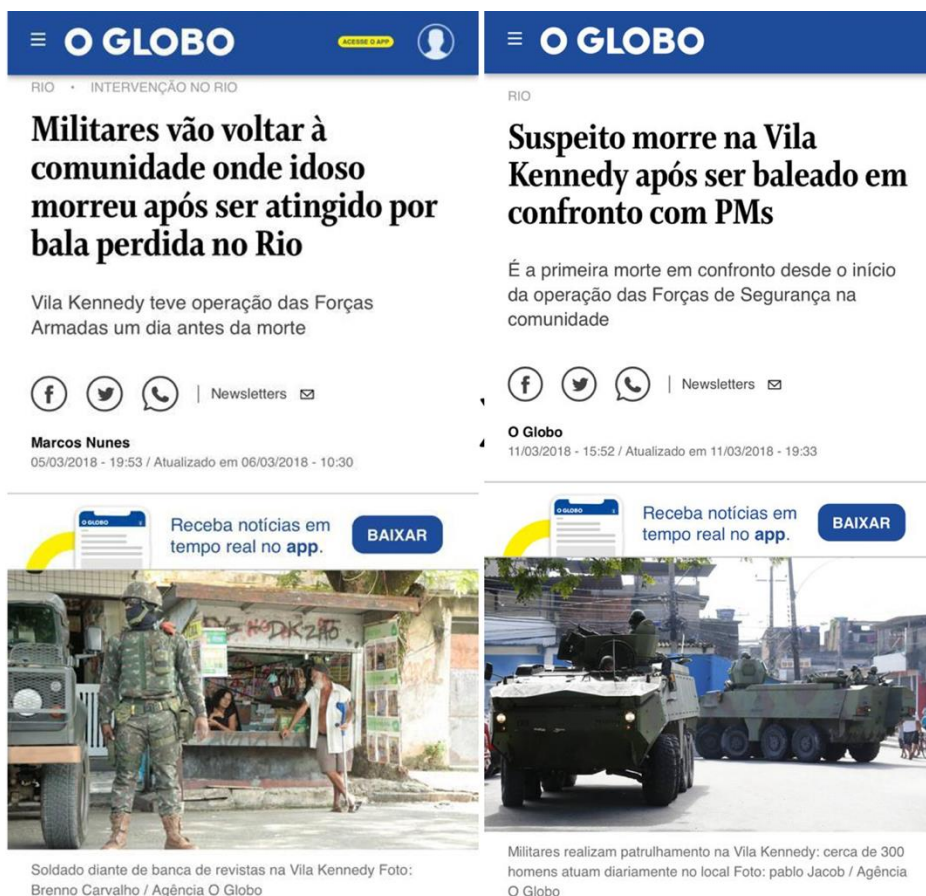 O GLOBO
ACESSE O APP
RIO • INTERVENÇÃO NO RIO
Militares vão voltar à
comunidade onde idoso
morreu após ser atingido por
bala perdida no Rio
Vila Kennedy teve operação das Forças
Armadas um dia antes da morte
Newsletters
Marcos Nunes
05/03/2018 - 19:53 / Atualizado em 06/03/2018 - 10:30
O GLOBO
Receba notícias em
tempo real no app.
BAIXAR
Soldado diante de banca de revistas na Vila Kennedy Foto:
Brenno Carvalho / Agência O Globo
O GLOBO
RIO
Suspeito morre na Vila
Kennedy após ser baleado em
confronto com PMs
É a primeira morte em confronto desde o início
da operação das Forças de Segurança na
comunidade
Newsletters
O Globo
11/03/2018 - 15:52 / Atualizado em 11/03/2018 - 19:33
O GLOBO
Receba notícias em
tempo real no app.
BAIXAR
Militares realizam patrulhamento na Vila Kennedy: cerca de 300
homens atuam diariamente no local Foto: pablo Jacob / Agência
O Globo